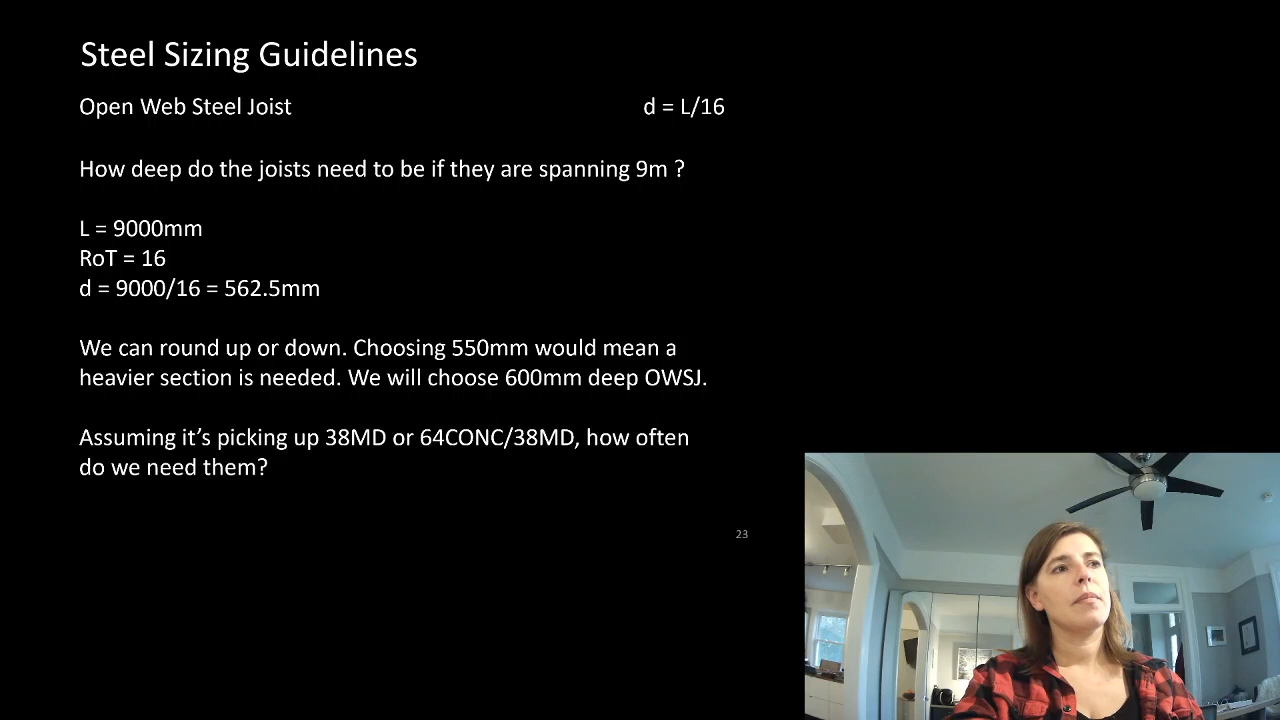 Steel Sizing Guidelines
Open Web Steel Joist d = L/16
How deep do the joists need to be if they are spanning 9m ?
L = 9000mm
RoT = 16
d = 9000/16 = 562.5mm
We can round up or down. Choosing 550mm would mean a
heavier section is needed. We will choose 600mm deep OWSJ.
Assuming it’s picking up 38MD or 64CONC/38MD, how often
do we need them?
23